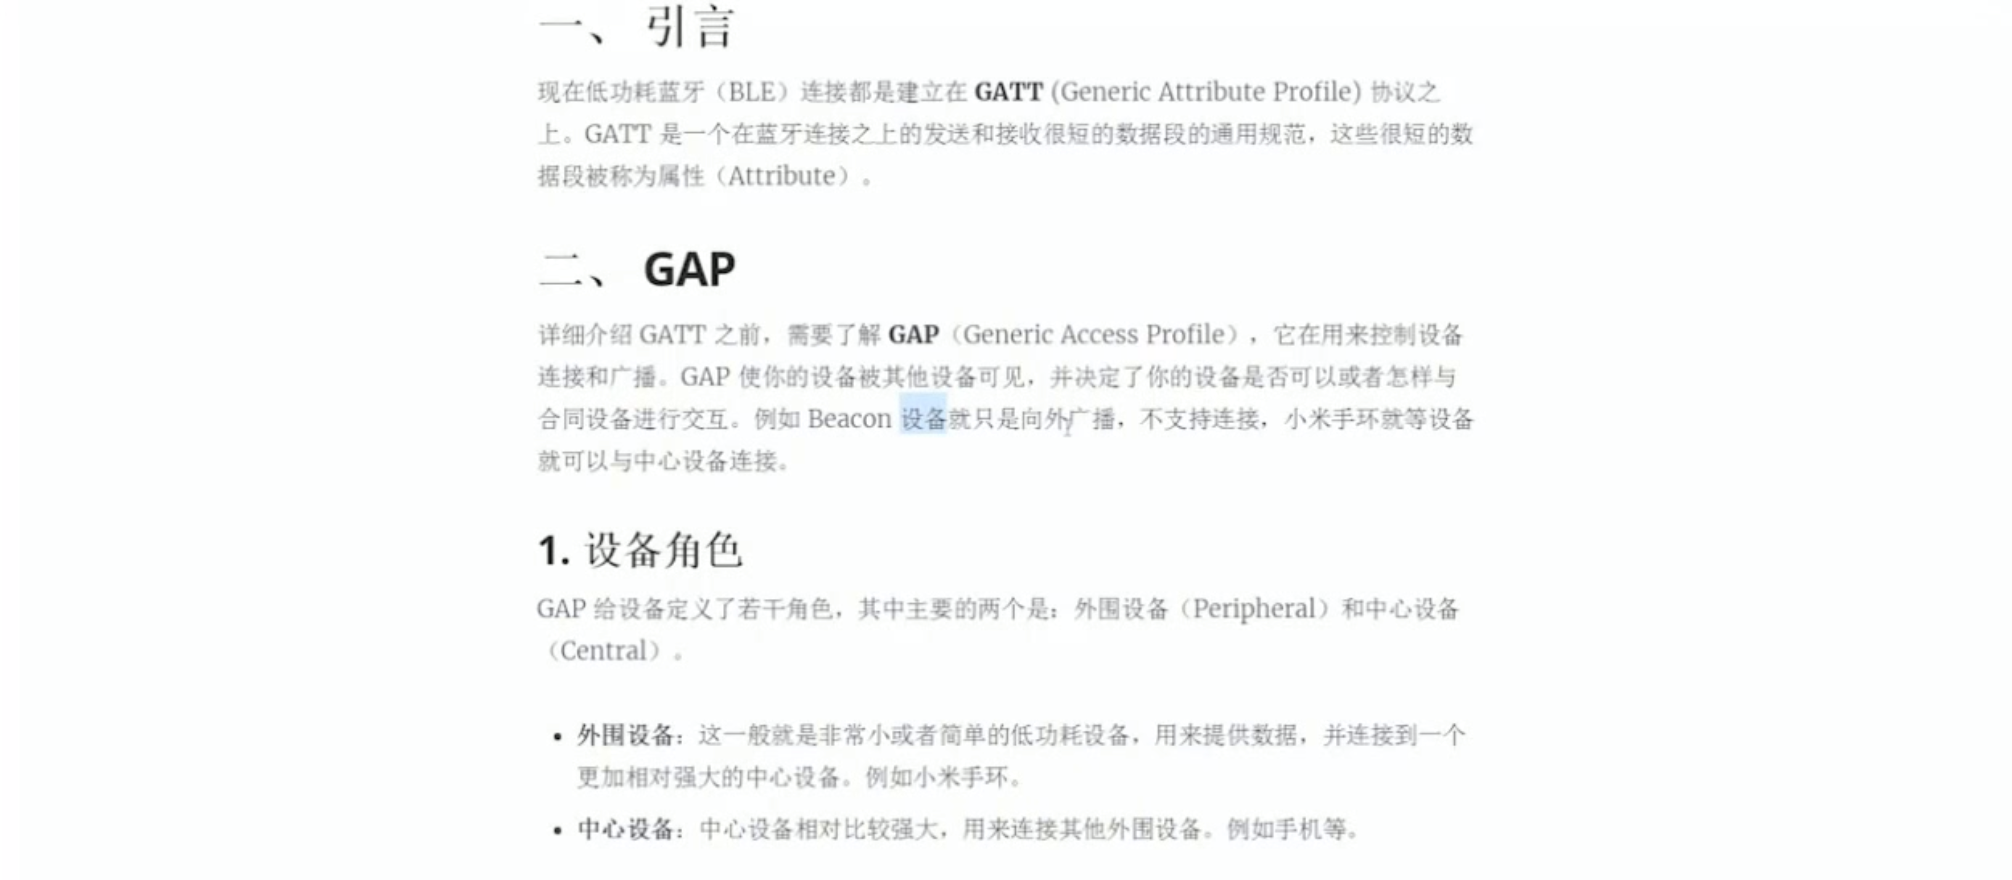 一、 引言
现在低功耗蓝牙（BLE）连接都是建立在 GATT (Generic Attribute Profile) 协议之
上。GATT 是一个在蓝牙连接之上的发送和接收很短的数据段的通用规范，这些很短的数
据段被称为属性（Attribute）。
二、 GAP
详细介绍 GATT 之前，需要了解 GAP（Generic Access Profile），它在用来控制设备
连接和广播。GAP 使你的设备被其他设备可见，并决定了你的设备是否可以或者怎样与
合同设备进行交互。例如 Beacon 设备就只是向外广播，不支持连接，小米手环就等设备
就可以与中心设备连接。
1. 设备角色
GAP 给设备定义了若干角色，其中主要的两个是：外围设备（Peripheral）和中心设备
（Central）。
• 外围设备：这一般就是非常小或者简单的低功耗设备，用来提供数据，并连接到一个
更加相对强大的中心设备。例如小米手环。
• 中心设备：中心设备相对比较强大，用来连接其他外围设备。例如手机等。